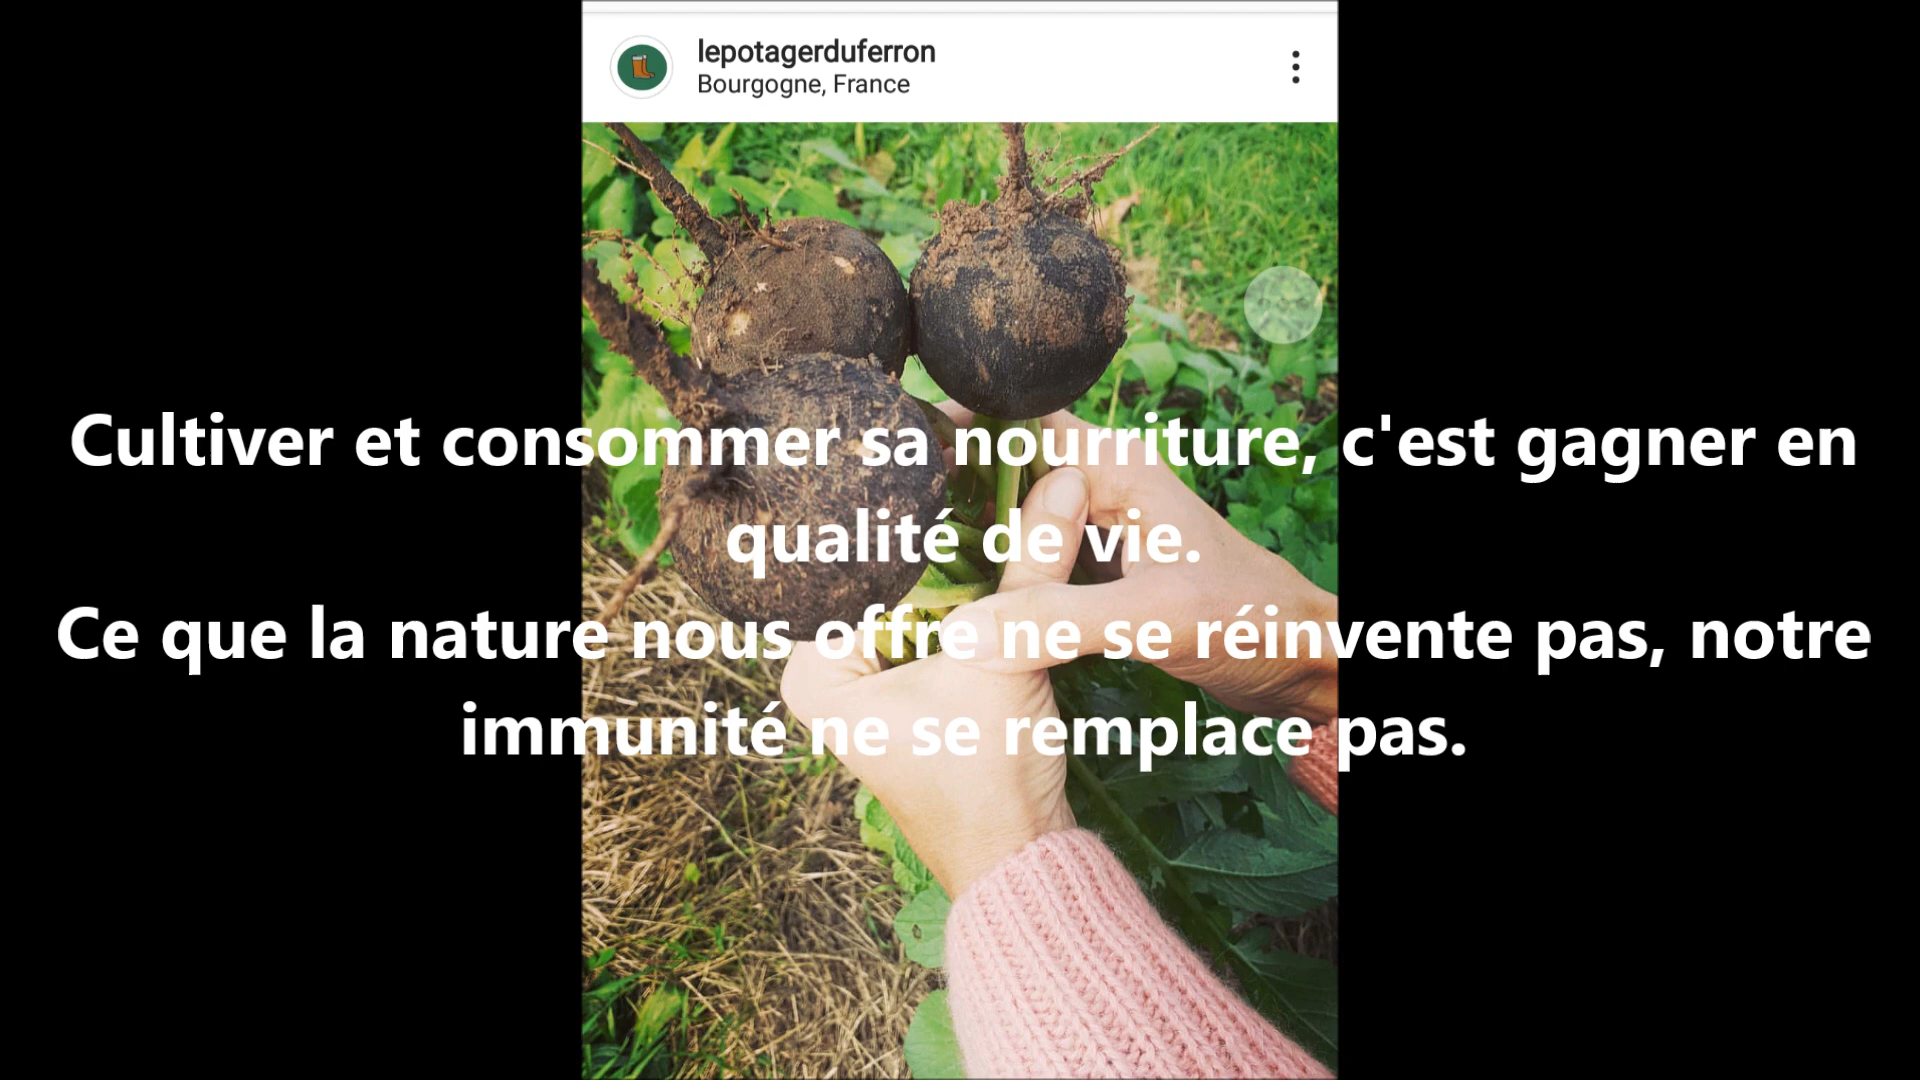 lepotagerduferron
Bourgogne, France
Cultiver et consommer sa nourriture, c'est gagner en
qualité de vie.
Ce que la nature nous offre ne se réinvente pas, notre
immunité ne se remplace pas.